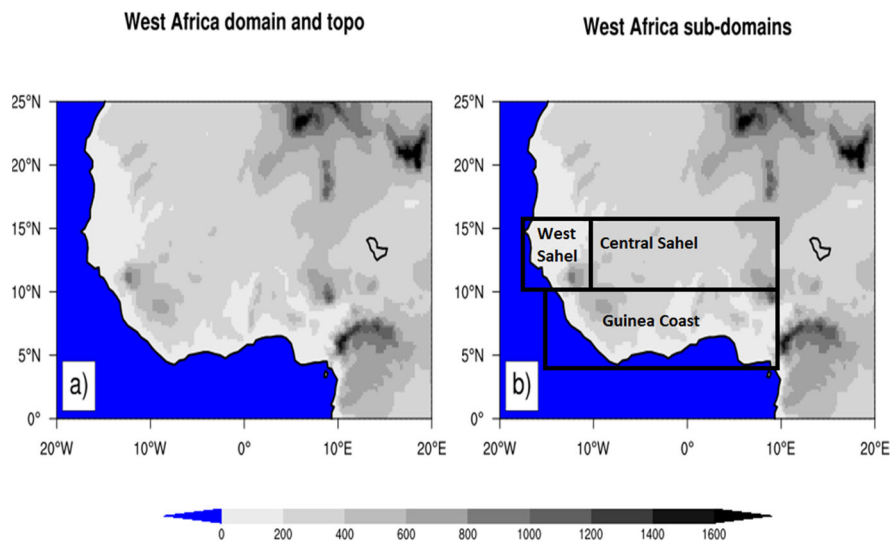 West Africa domain and topo
West Africa sub-domains
25°N
20°N
15°N
10°N
5°N
0°
a)
20°W
10°W
0°
10°E
20°E
25°N
20°N
15°N
10°N
5°N
0°
West
Sahel
Central Sahel
Guinea Coast
b)
20°W
10°W
0°
10°E
20°E
0
200
400
600
800
1000
1200
1400
1600